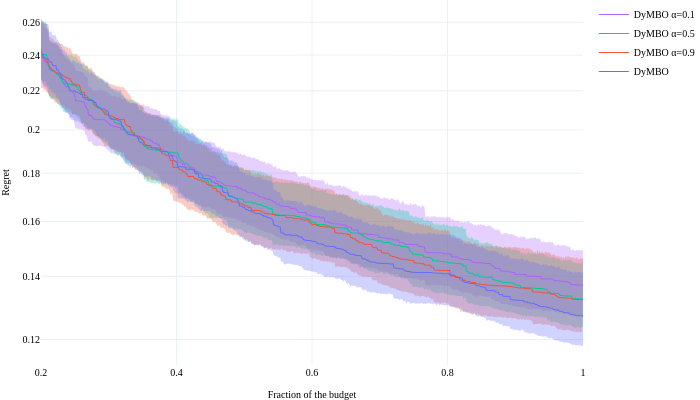 0.26
0.24
0.22
0.2
0.18
0.16
0.14
0.12
Regret
0.2
0.4
0.6
0.8
1
Fraction of the budget
DyMBO α=0.1
DyMBO α=0.5
DyMBO α=0.9
DyMBO